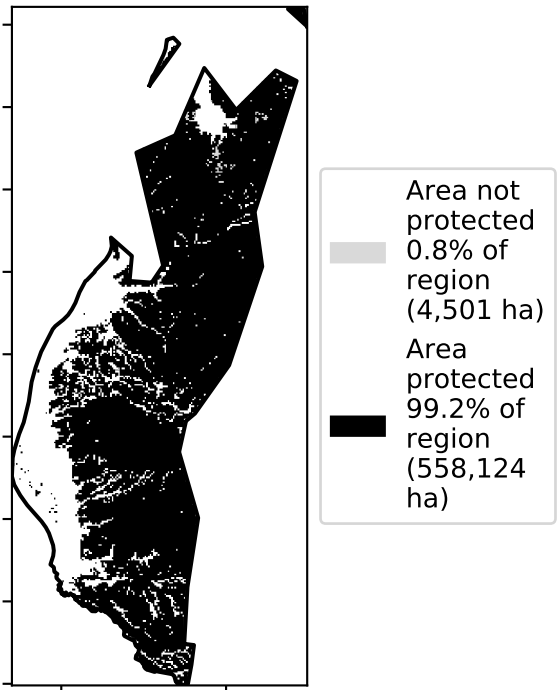 Area not
protected
0.8% of
region
(4,501 ha)
Area
protected
99.2% of
region
(558,124
ha)